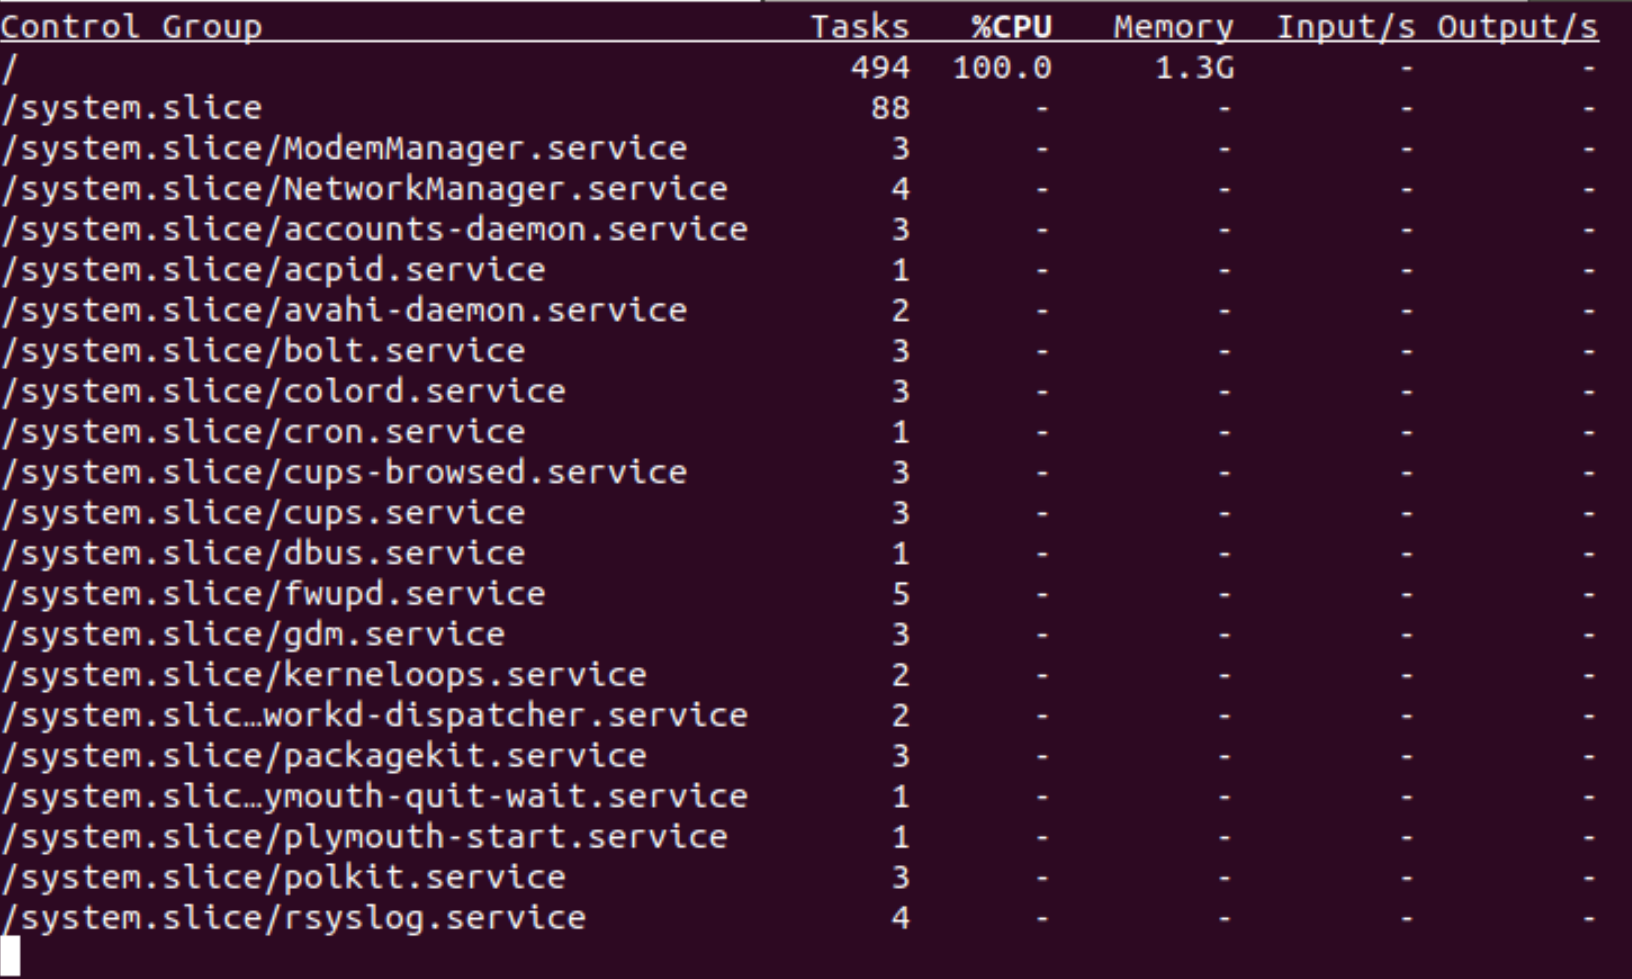 Control Group Tasks %CPU Memory Input/s Output/s
/ 494 100.0 1.3G - -
/system.slice 88 - - - -
/system.slice/ModemManager.service 3 - - - -
/system.slice/NetworkManager.service 4 - - - -
/system.slice/accounts-daemon.service 3 - - - -
/system.slice/acpid.service 1 - - - -
/system.slice/avahi-daemon.service 2 - - - -
/system.slice/bolt.service 3 - - - -
/system.slice/colord.service 3 - - - -
/system.slice/cron.service 1 - - - -
/system.slice/cups-browsed.service 3 - - - -
/system.slice/cups.service 3 - - - -
/system.slice/dbus.service 1 - - - -
/system.slice/fwupd.service 5 - - - -
/system.slice/gdm.service 3 - - - -
/system.slice/kerneloops.service 2 - - - -
/system.slic…workd-dispatcher.service 2 - - - -
/system.slice/packagekit.service 3 - - - -
/system.slic…ymouth-quit-wait.service 1 - - - -
/system.slice/plymouth-start.service 1 - - - -
/system.slice/polkit.service 3 - - - -
/system.slice/rsyslog.service 4 - - - -